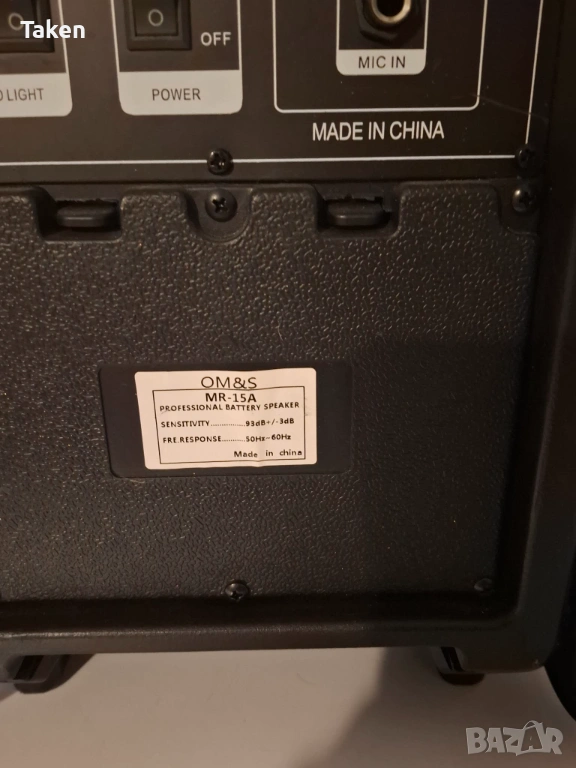 Taken
OFF
MIC IN
LIGHT
POWER
MADE IN CHINA
OM&S
MR-15A
PROFESSIONAL BATTERY SPEAKER
SENSITIVITY...............93dB+/-3dB
FRE.RESPONSE..........50Hz-60Hz
Made in china
BAZAR